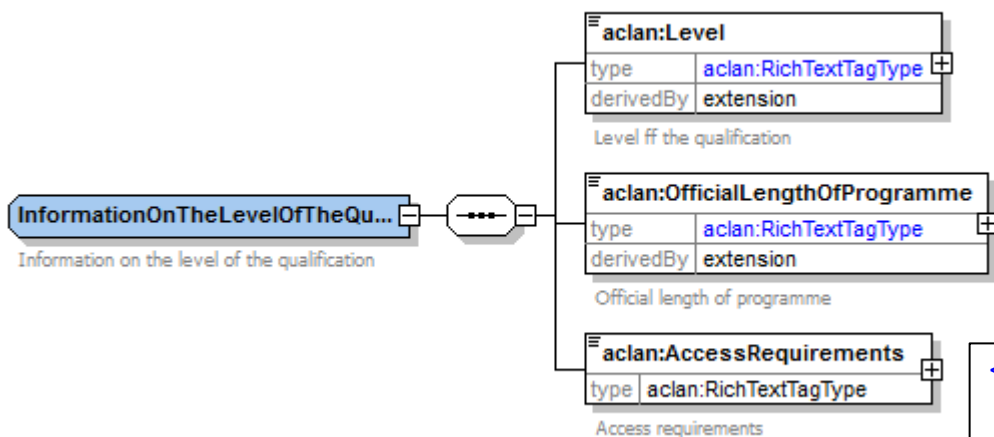 aclan:Level
type aclan:RichTextTagType
derivedBy extension
Level ff the qualification
aclan:OfficialLengthOfProgramme
type aclan:RichTextTagType
derivedBy extension
Official length of programme
InformationOnTheLevelOfTheQu...
Information on the level of the qualification
aclan:AccessRequirements
type aclan:RichTextTagType
Access requirements